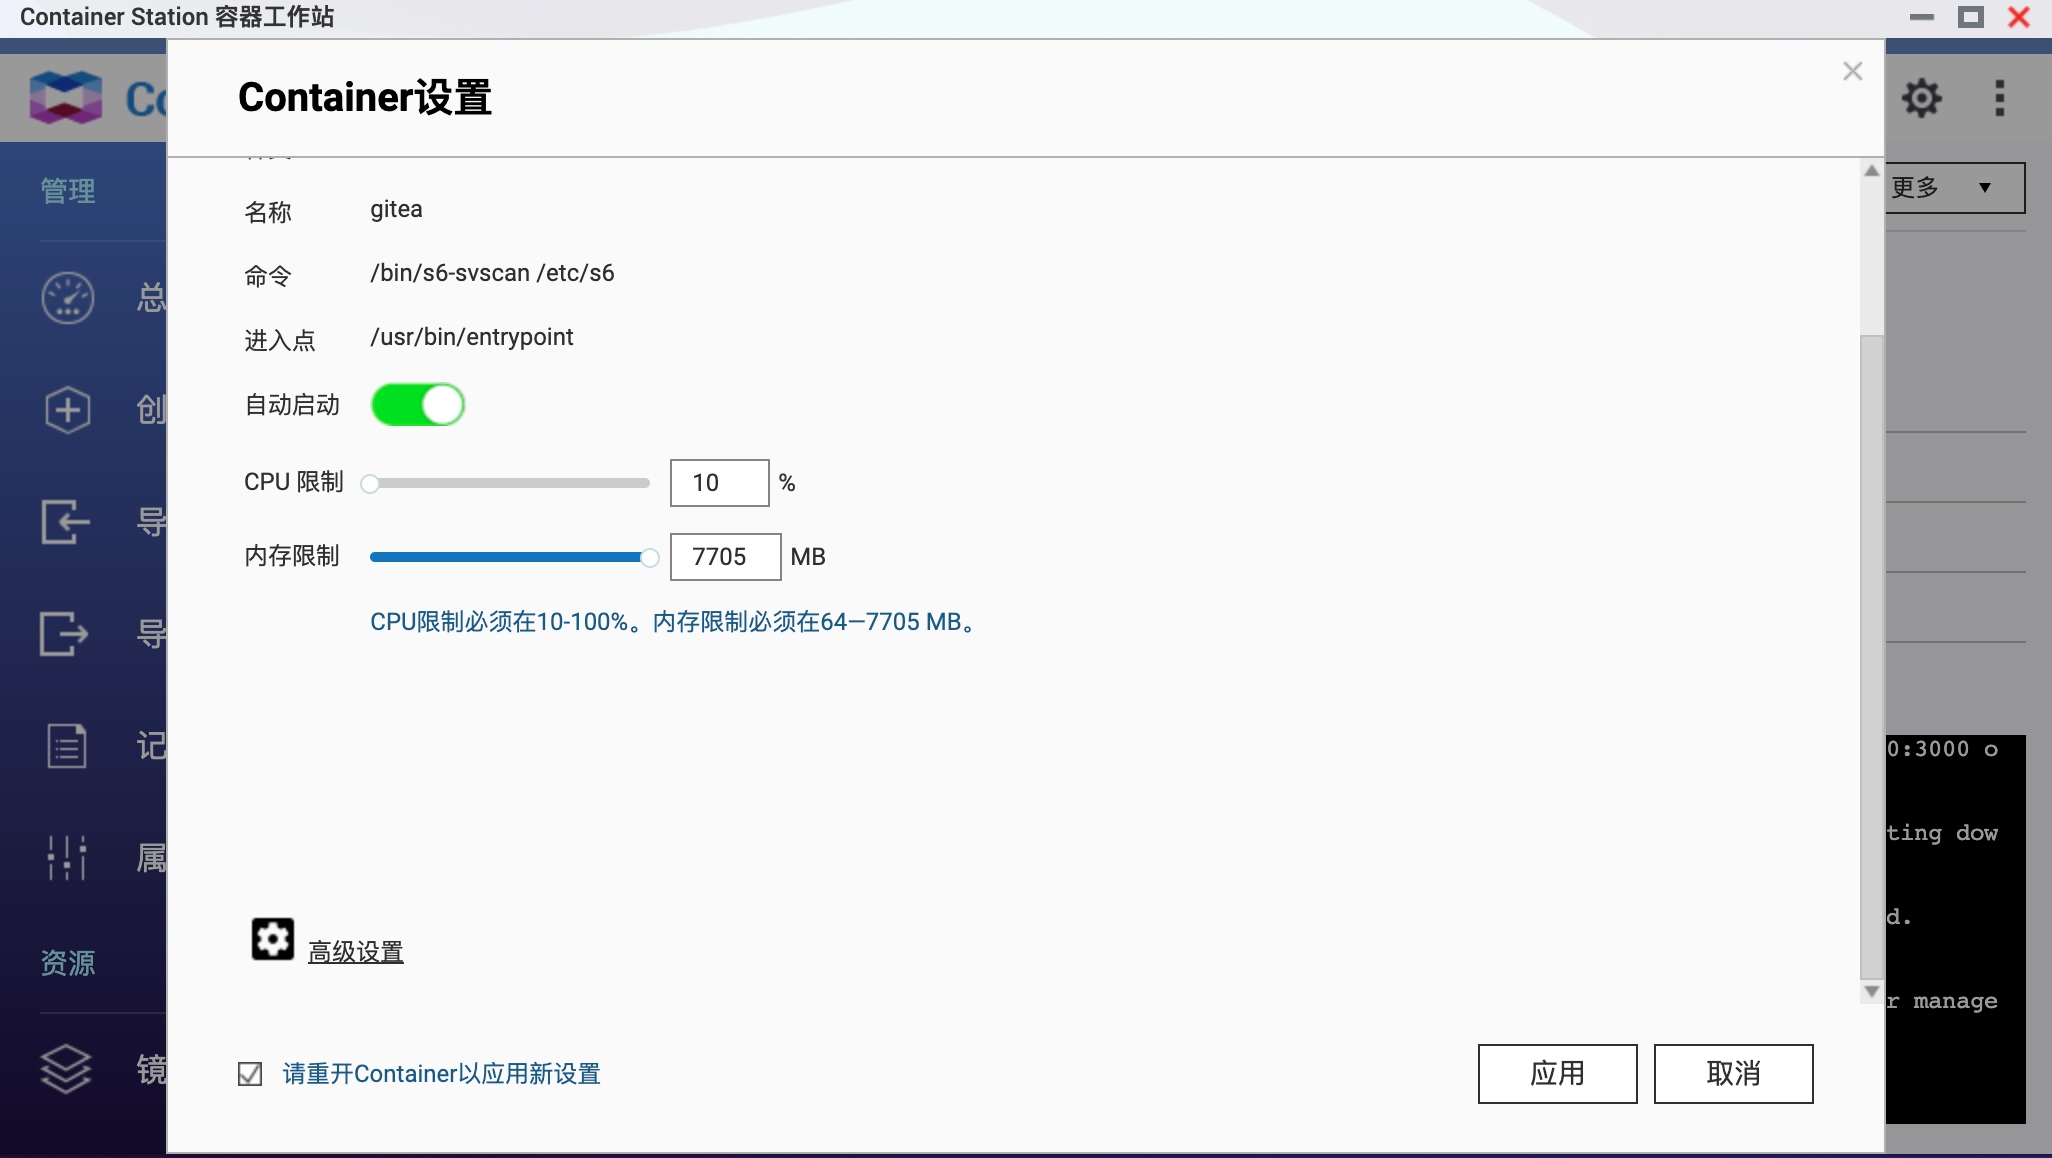 Container Station 容器工作站
Co
Container设置
管理
更多
名称 gitea
命令 /bin/s6-svscan /etc/s6
总
进入点 /usr/bin/entrypoint
自动启动
创
CPU 限制 10 %
导
内存限制 7705 MB
CPU限制必须在10-100%。内存限制必须在64—7705 MB。
导
记
0:3000 o
ting dow
属
d.
高级设置
资源
r manage
镜
请重开Container以应用新设置
应用
取消